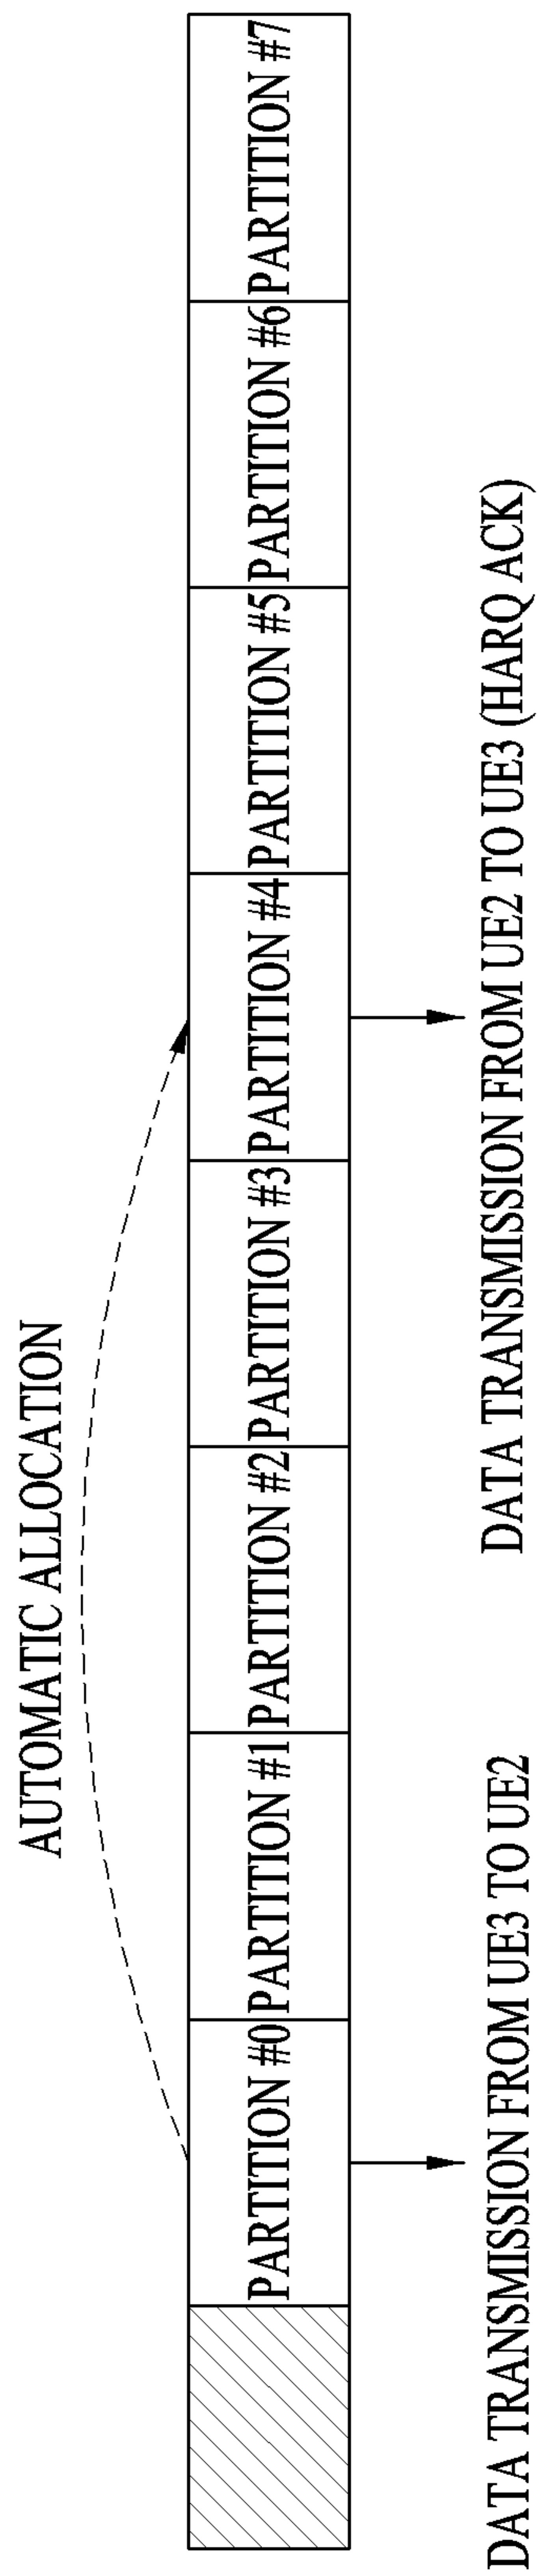 AUTOMATIC ALLOCATION
PARTITION #0
PARTITION #1
PARTITION #2
PARTITION #3
PARTITION #4
PARTITION #5
PARTITION #6
PARTITION #7
DATA TRANSMISSION FROM UE3 TO UE2
DATA TRANSMISSION FROM UE2 TO UE3 (HARQ ACK)